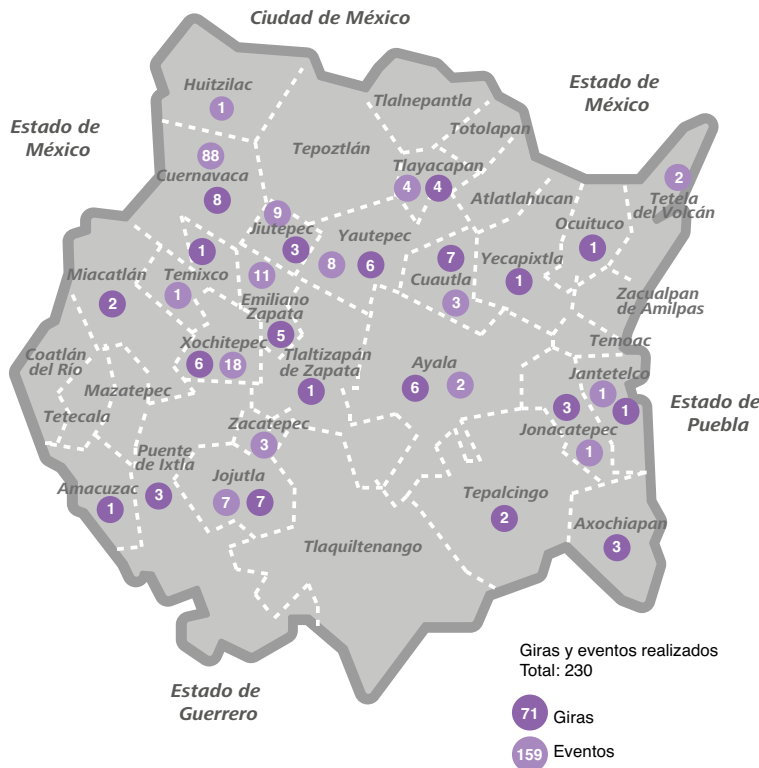 Ciudad de México
Estado de
México
Estado de
México
Huitzilac
1
Tlalnepantla
Totolapan
Tepoztlán
88
Cuernavaca
8
Tlayacapan
4
4
Atlatlahucan
2
Tetela
del Volcán
Ocuituco
1
9
Jiutepec
3
Yautepec
8
6
7
Cuautla
3
Yecapixtla
1
Zacualpan
de Amilpas
Temoac
1
Temixco
1
11
Emiliano
Zapata
5
Miacatlán
2
Xochitepec
6
18
Coatlán
del Río
Mazatepec
Tetecala
Tlaltizapán
de Zapata
1
Ayala
6
2
Jantetelco
1
1
3
Jonacatepec
1
Estado de
Puebla
Zacatepec
3
Puente
de Ixtla
3
Jojutla
7
7
Amacuzac
1
Tepalcingo
2
Axochiapan
3
Tlaquiltenango
Estado de
Guerrero
Giras y eventos realizados
Total: 230
71 Giras
159 Eventos